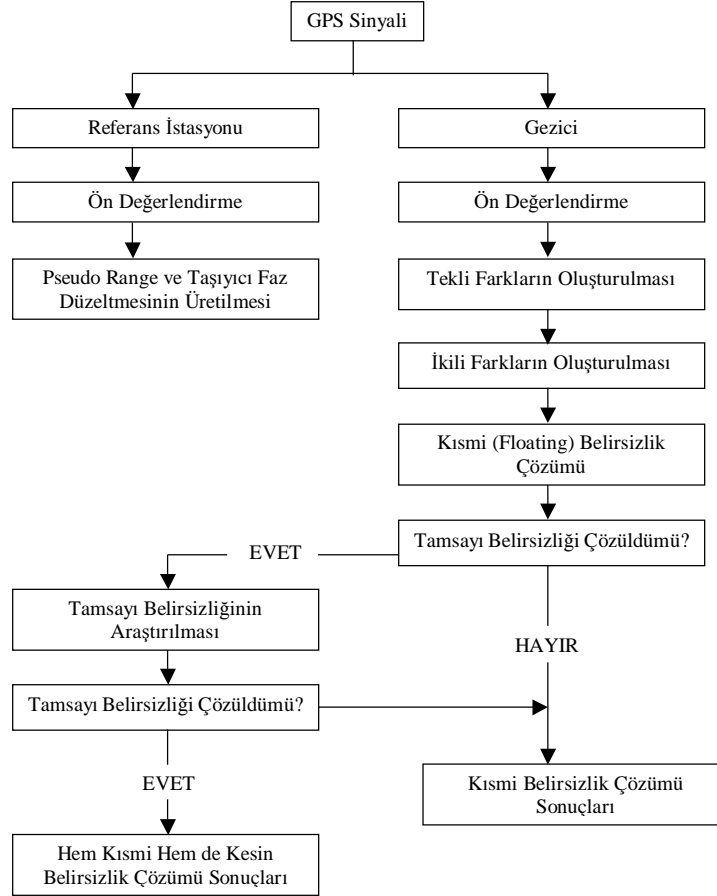 GPS Sinyali
Referans İstasyonu
Gezici
Ön Değerlendirme
Ön Değerlendirme
Pseudo Range ve Taşıyıcı Faz
Düzeltmesinin Üretilmesi
Tekli Farkların Oluşturulması
İkili Farkların Oluşturulması
Kısmi (Floating) Belirsizlik
Çözümü
Tamsayı Belirsizliği Çözüldümü?
EVET
Tamsayı Belirsizliğinin
Araştırılması
HAYIR
Tamsayı Belirsizliği Çözüldümü?
EVET
Kısmi Belirsizlik Çözümü
Sonuçları
Hem Kısmi Hem de Kesin
Belirsizlik Çözümü Sonuçları